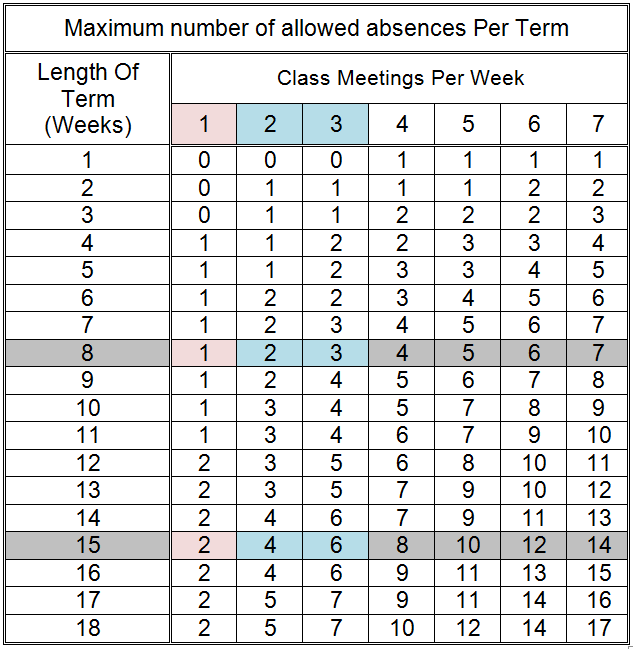 Maximum number of allowed absences Per Term
Length Of
Term
(Weeks)
Class Meetings Per Week
1 2 3 4 5 6 7
1 0 0 0 1 1 1 1
2 0 1 1 1 1 2 2
3 0 1 1 2 2 2 3
4 1 1 2 2 3 3 4
5 1 1 2 3 3 4 5
6 1 2 2 3 4 5 6
7 1 2 3 4 5 6 7
8 1 2 3 4 5 6 7
9 1 2 4 5 6 7 8
10 1 3 4 5 7 8 9
11 1 3 4 6 7 9 10
12 2 3 5 6 8 10 11
13 2 3 5 7 9 10 12
14 2 4 6 7 9 11 13
15 2 4 6 8 10 12 14
16 2 4 6 9 11 13 15
17 2 5 7 9 11 14 16
18 2 5 7 10 12 14 17